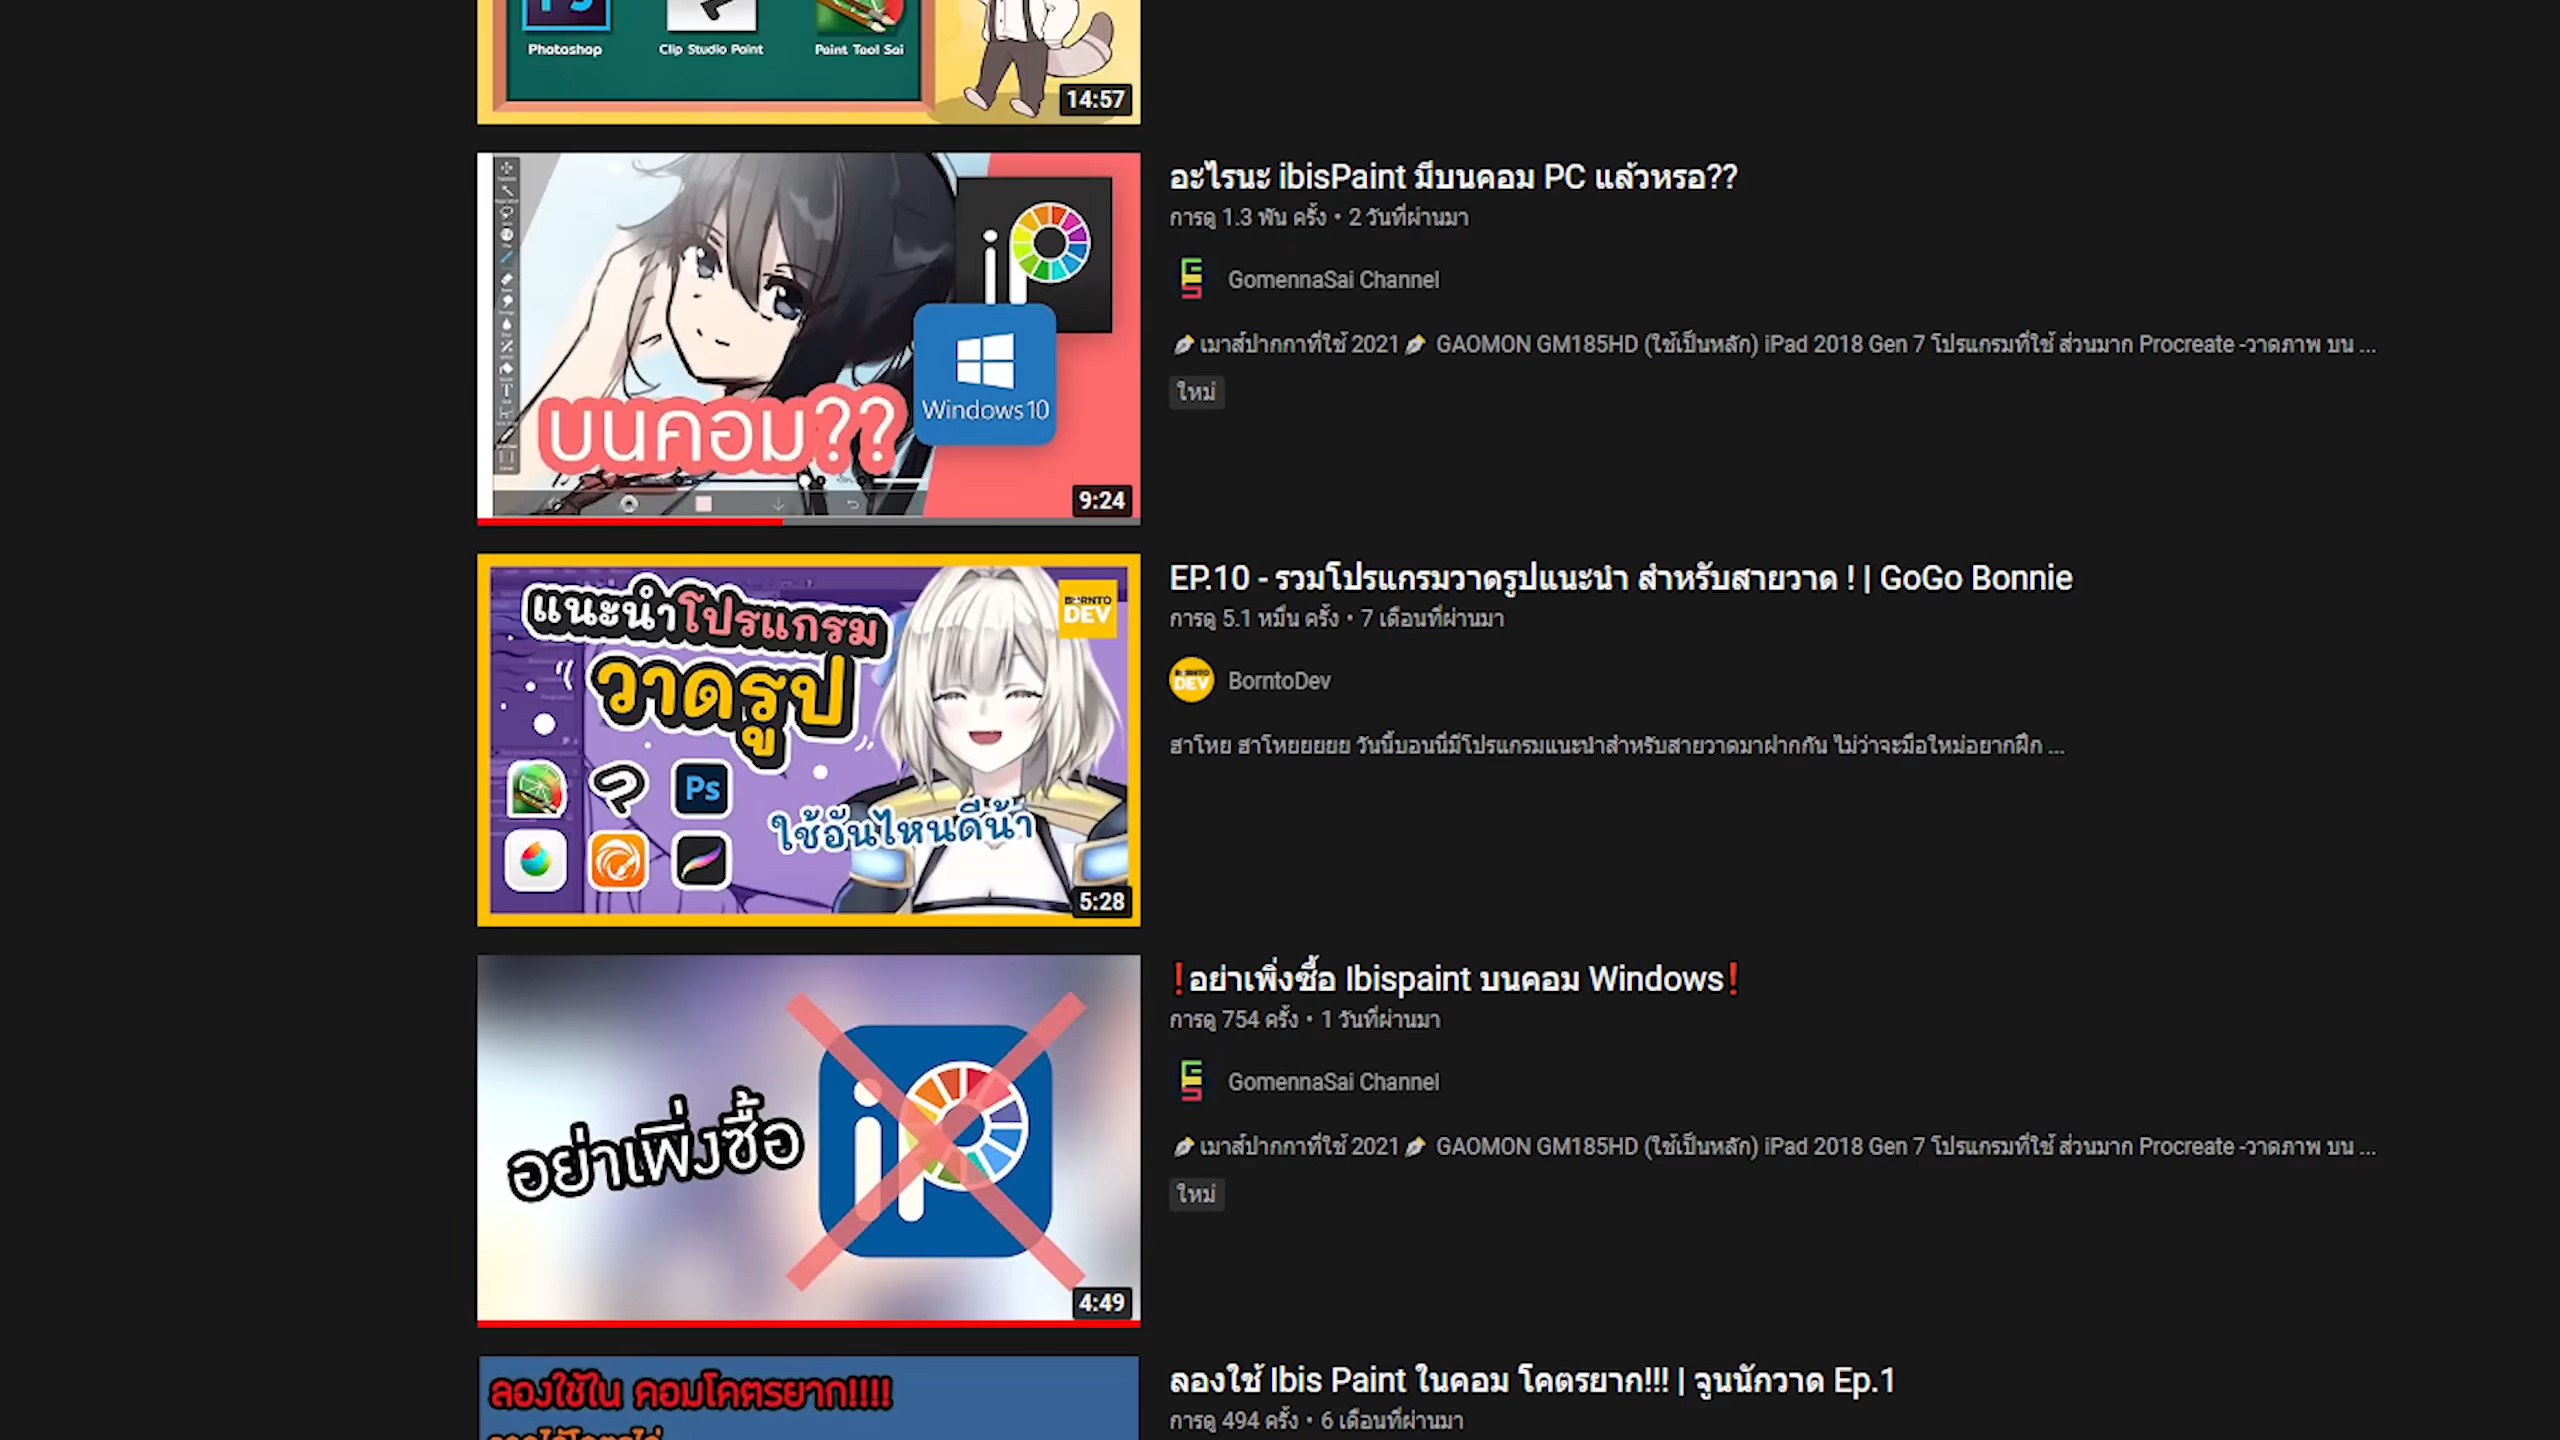 Photoshop
Clip Studio Paint
Paint Tool Sai
14:57
บนคอม??
iP
Windows 10
9:24
อะไรนะ ibisPaint มีบนคอม PC แล้วหรอ??
การดู 1.3 พัน ครั้ง • 2 วันที่ผ่านมา
GomennaSai Channel
เมาส์ปากกาที่ใช้ 2021 GAOMON GM185HD (ใช้เป็นหลัก) iPad 2018 Gen 7 โปรแกรมที่ใช้ ส่วนมาก Procreate -วาดภาพ บน ...
ใหม่
แนะนำโปรแกรม
วาดรูป
BORNTO
DEV
Ps
ใช้อันไหนดีน้า
5:28
EP.10 - รวมโปรแกรมวาดรูปแนะนำ สำหรับสายวาด ! | GoGo Bonnie
การดู 5.1 หมื่น ครั้ง • 7 เดือนที่ผ่านมา
BorntoDev
ฮาโหย ฮาโหยยยยย วันนี้บอนนี่มีโปรแกรมแนะนำสำหรับสายวาดมาฝากกัน ไม่ว่าจะมือใหม่อยากฝึก ...
อย่าเพิ่งซื้อ
iP
4:49
❗อย่าเพิ่งซื้อ Ibispaint บนคอม Windows❗
การดู 754 ครั้ง • 1 วันที่ผ่านมา
GomennaSai Channel
เมาส์ปากกาที่ใช้ 2021 GAOMON GM185HD (ใช้เป็นหลัก) iPad 2018 Gen 7 โปรแกรมที่ใช้ ส่วนมาก Procreate -วาดภาพ บน ...
ใหม่
ลองใช้ใน คอมโคตรยาก!!!!
ลองใช้ Ibis Paint ในคอม โคตรยาก!!! | จูนนักวาด Ep.1
การดู 494 ครั้ง • 6 เดือนที่ผ่านมา